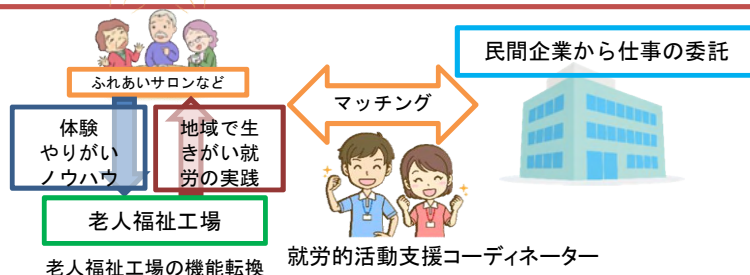 民間企業から仕事の委託
ふれあいサロンなど
マッチング
体験
やりがい
ノウハウ
地域で生
きがい就
労の実践
老人福祉工場
就労的活動支援コーディネーター
老人福祉工場の機能転換